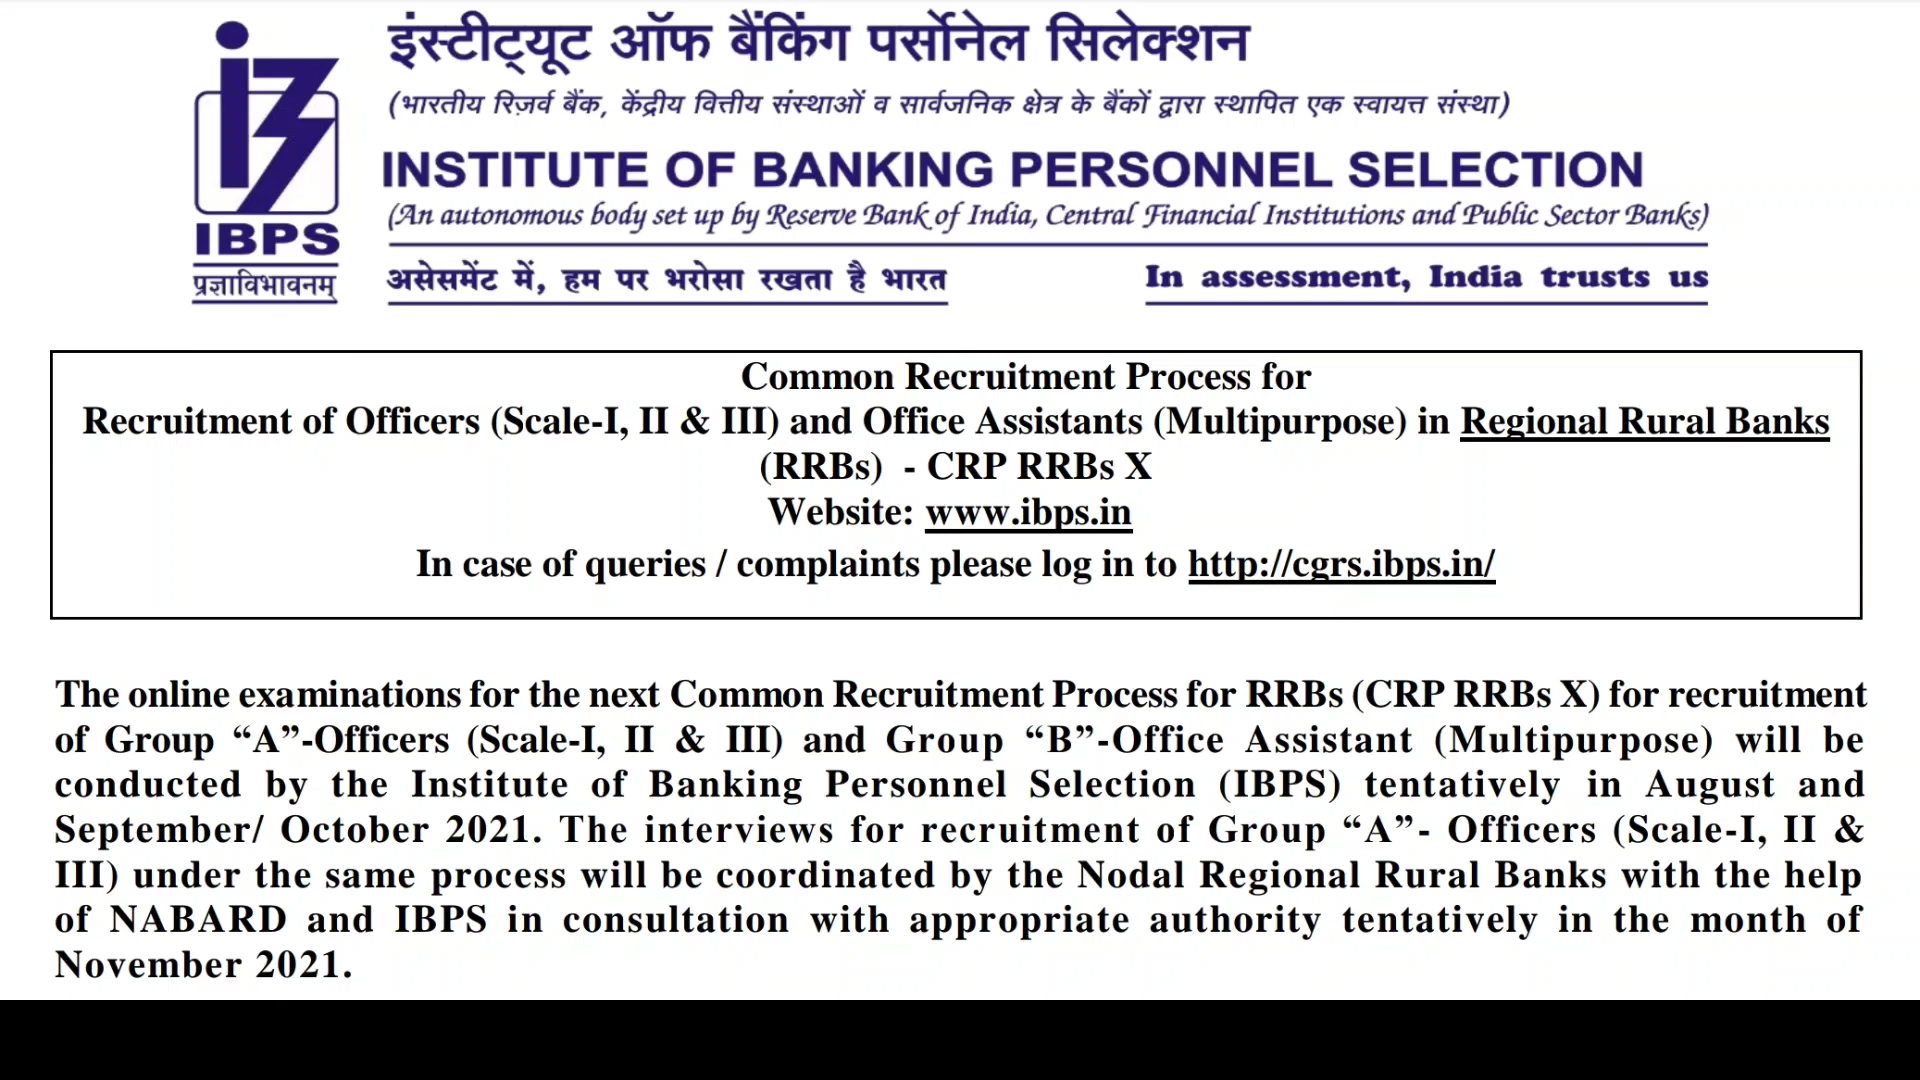 इंस्टीट्यूट ऑफ बैंकिंग पर्सोनेल सिलेक्शन
(भारतीय रिज़र्व बैंक, केंद्रीय वित्तीय संस्थाओं व सार्वजनिक क्षेत्र के बैंकों द्वारा स्थापित एक स्वायत्त संस्था)
INSTITUTE OF BANKING PERSONNEL SELECTION
(An autonomous body set up by Reserve Bank of India, Central Financial Institutions and Public Sector Banks)
IBPS
प्रज्ञाविभावनम्
असेसमेंट में, हम पर भरोसा रखता है भारत
In assessment, India trusts us
Common Recruitment Process for
Recruitment of Officers (Scale-I, II & III) and Office Assistants (Multipurpose) in Regional Rural Banks
(RRBs) - CRP RRBs X
Website: www.ibps.in
In case of queries / complaints please log in to http://cgrs.ibps.in/
The online examinations for the next Common Recruitment Process for RRBs (CRP RRBs X) for recruitment
of Group “A”-Officers (Scale-I, II & III) and Group “B”-Office Assistant (Multipurpose) will be
conducted by the Institute of Banking Personnel Selection (IBPS) tentatively in August and
September/ October 2021. The interviews for recruitment of Group “A”- Officers (Scale-I, II &
III) under the same process will be coordinated by the Nodal Regional Rural Banks with the help
of NABARD and IBPS in consultation with appropriate authority tentatively in the month of
November 2021.